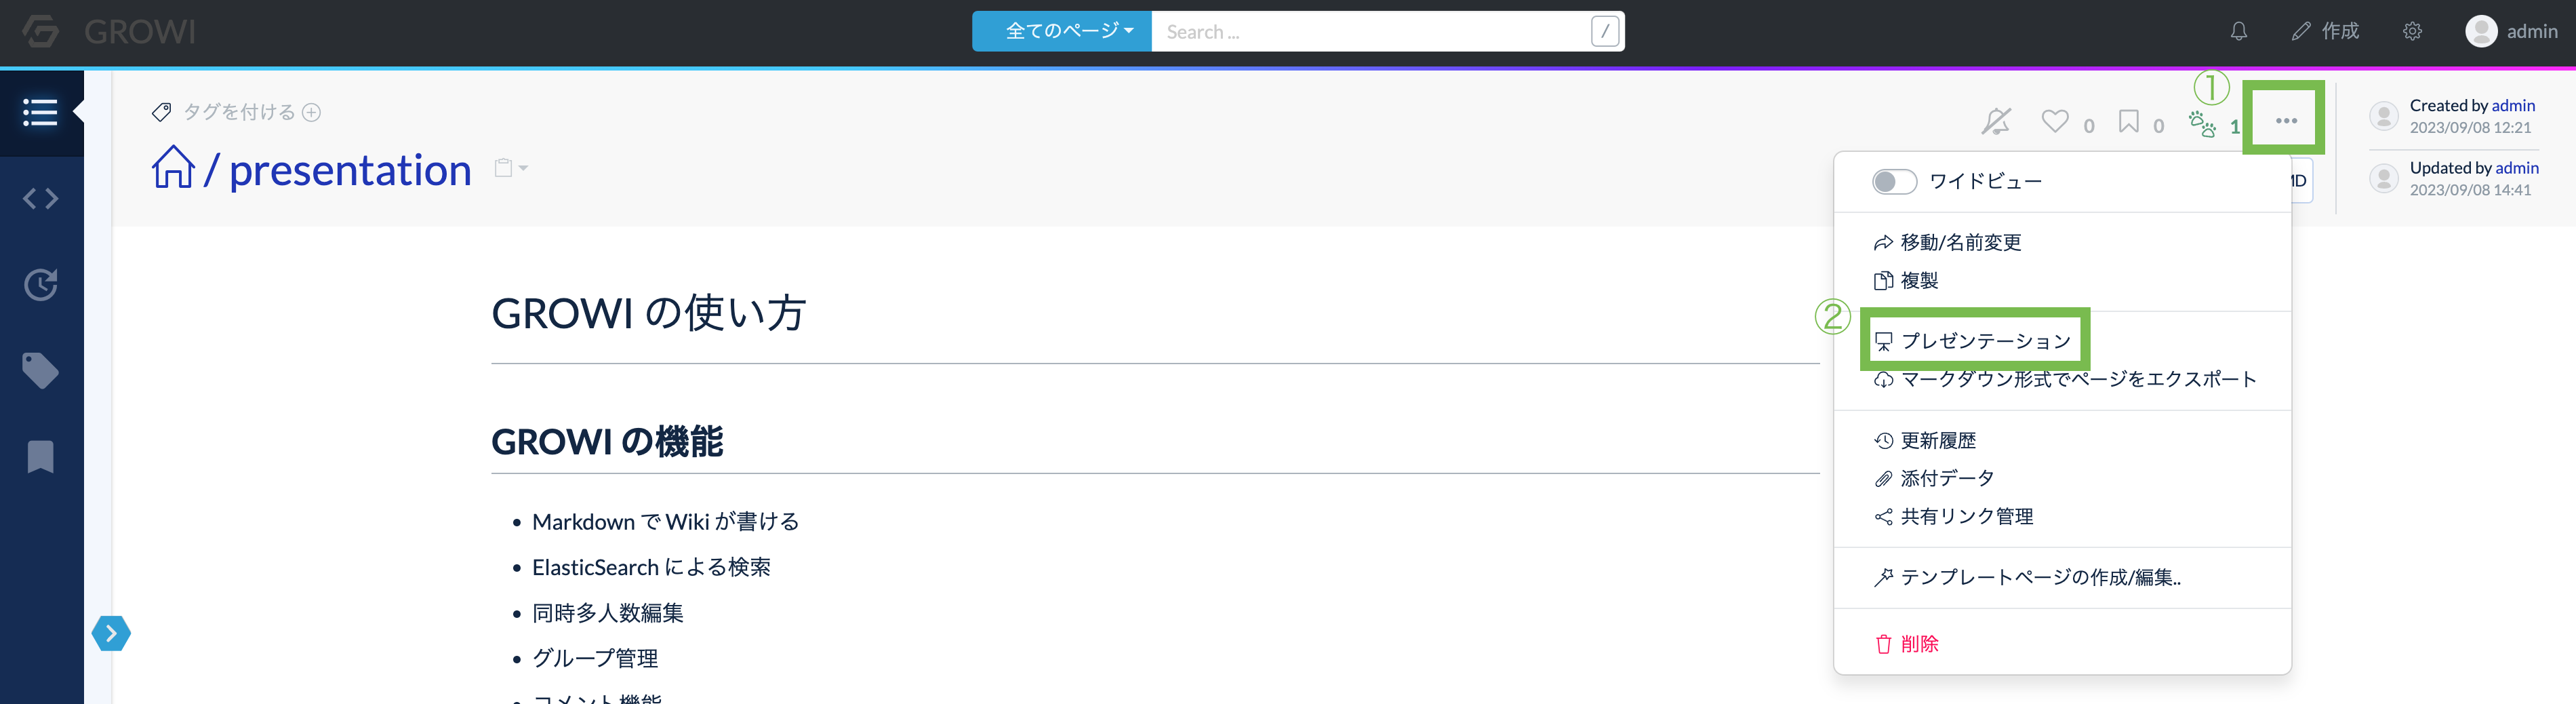 GROWI
全てのページ
Search ...
/
作成
admin
タグを付ける
/ presentation
0
0
1
①
Created by admin
2023/09/08 12:21
Updated by admin
2023/09/08 14:41
ワイドビュー
移動/名前変更
複製
②
プレゼンテーション
マークダウン形式でページをエクスポート
更新履歴
添付データ
共有リンク管理
テンプレートページの作成/編集..
削除
GROWI の使い方
GROWI の機能
• Markdown で Wiki が書ける
• ElasticSearch による検索
• 同時多人数編集
• グループ管理
• コメント機能